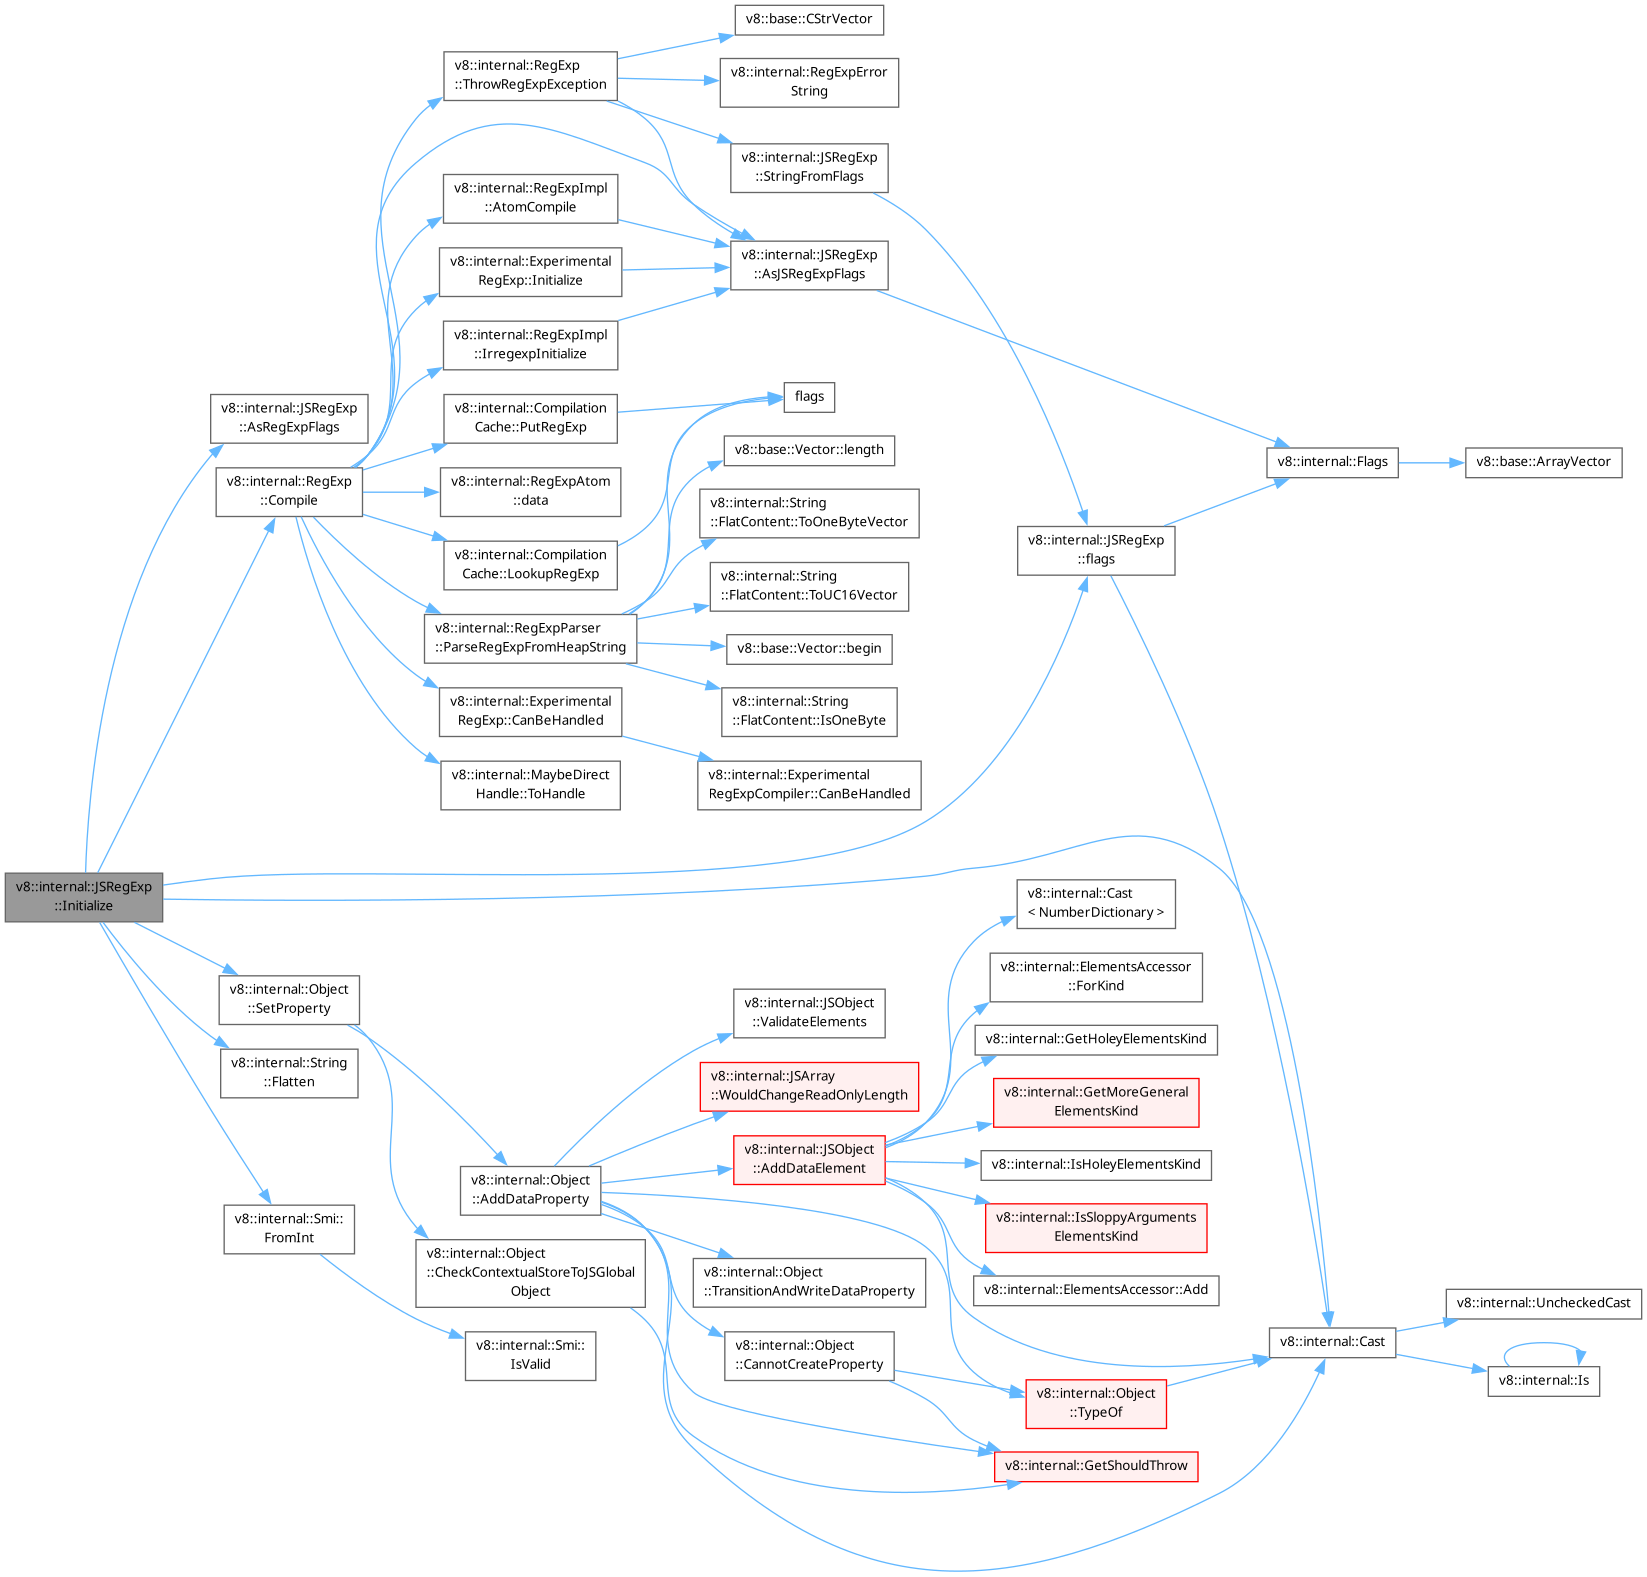 v8::internal::JSRegExp
::Initialize
v8::internal::JSRegExp
::AsRegExpFlags
v8::internal::RegExp
::Compile
v8::internal::Object
::SetProperty
v8::internal::String
::Flatten
v8::internal::Smi::
FromInt
v8::internal::RegExp
::ThrowRegExpException
v8::internal::RegExpImpl
::AtomCompile
v8::internal::Experimental
RegExp::Initialize
v8::internal::RegExpImpl
::IrregexpInitialize
v8::internal::Compilation
Cache::PutRegExp
v8::internal::RegExpAtom
::data
v8::internal::Compilation
Cache::LookupRegExp
v8::internal::RegExpParser
::ParseRegExpFromHeapString
v8::internal::Experimental
RegExp::CanBeHandled
v8::internal::MaybeDirect
Handle::ToHandle
v8::internal::Object
::AddDataProperty
v8::internal::Object
::CheckContextualStoreToJSGlobal
Object
v8::internal::Smi::
IsValid
v8::base::CStrVector
v8::internal::RegExpError
String
v8::internal::JSRegExp
::StringFromFlags
v8::internal::JSRegExp
::AsJSRegExpFlags
flags
v8::base::Vector::length
v8::internal::String
::FlatContent::ToOneByteVector
v8::internal::String
::FlatContent::ToUC16Vector
v8::base::Vector::begin
v8::internal::String
::FlatContent::IsOneByte
v8::internal::Experimental
RegExpCompiler::CanBeHandled
v8::internal::JSObject
::ValidateElements
v8::internal::JSArray
::WouldChangeReadOnlyLength
v8::internal::JSObject
::AddDataElement
v8::internal::Object
::TransitionAndWriteDataProperty
v8::internal::Object
::CannotCreateProperty
v8::internal::JSRegExp
::flags
v8::internal::Cast
< NumberDictionary >
v8::internal::ElementsAccessor
::ForKind
v8::internal::GetHoleyElementsKind
v8::internal::GetMoreGeneral
ElementsKind
v8::internal::IsHoleyElementsKind
v8::internal::IsSloppyArguments
ElementsKind
v8::internal::ElementsAccessor::Add
v8::internal::Object
::TypeOf
v8::internal::GetShouldThrow
v8::internal::Flags
v8::internal::Cast
v8::base::ArrayVector
v8::internal::UncheckedCast
v8::internal::Is